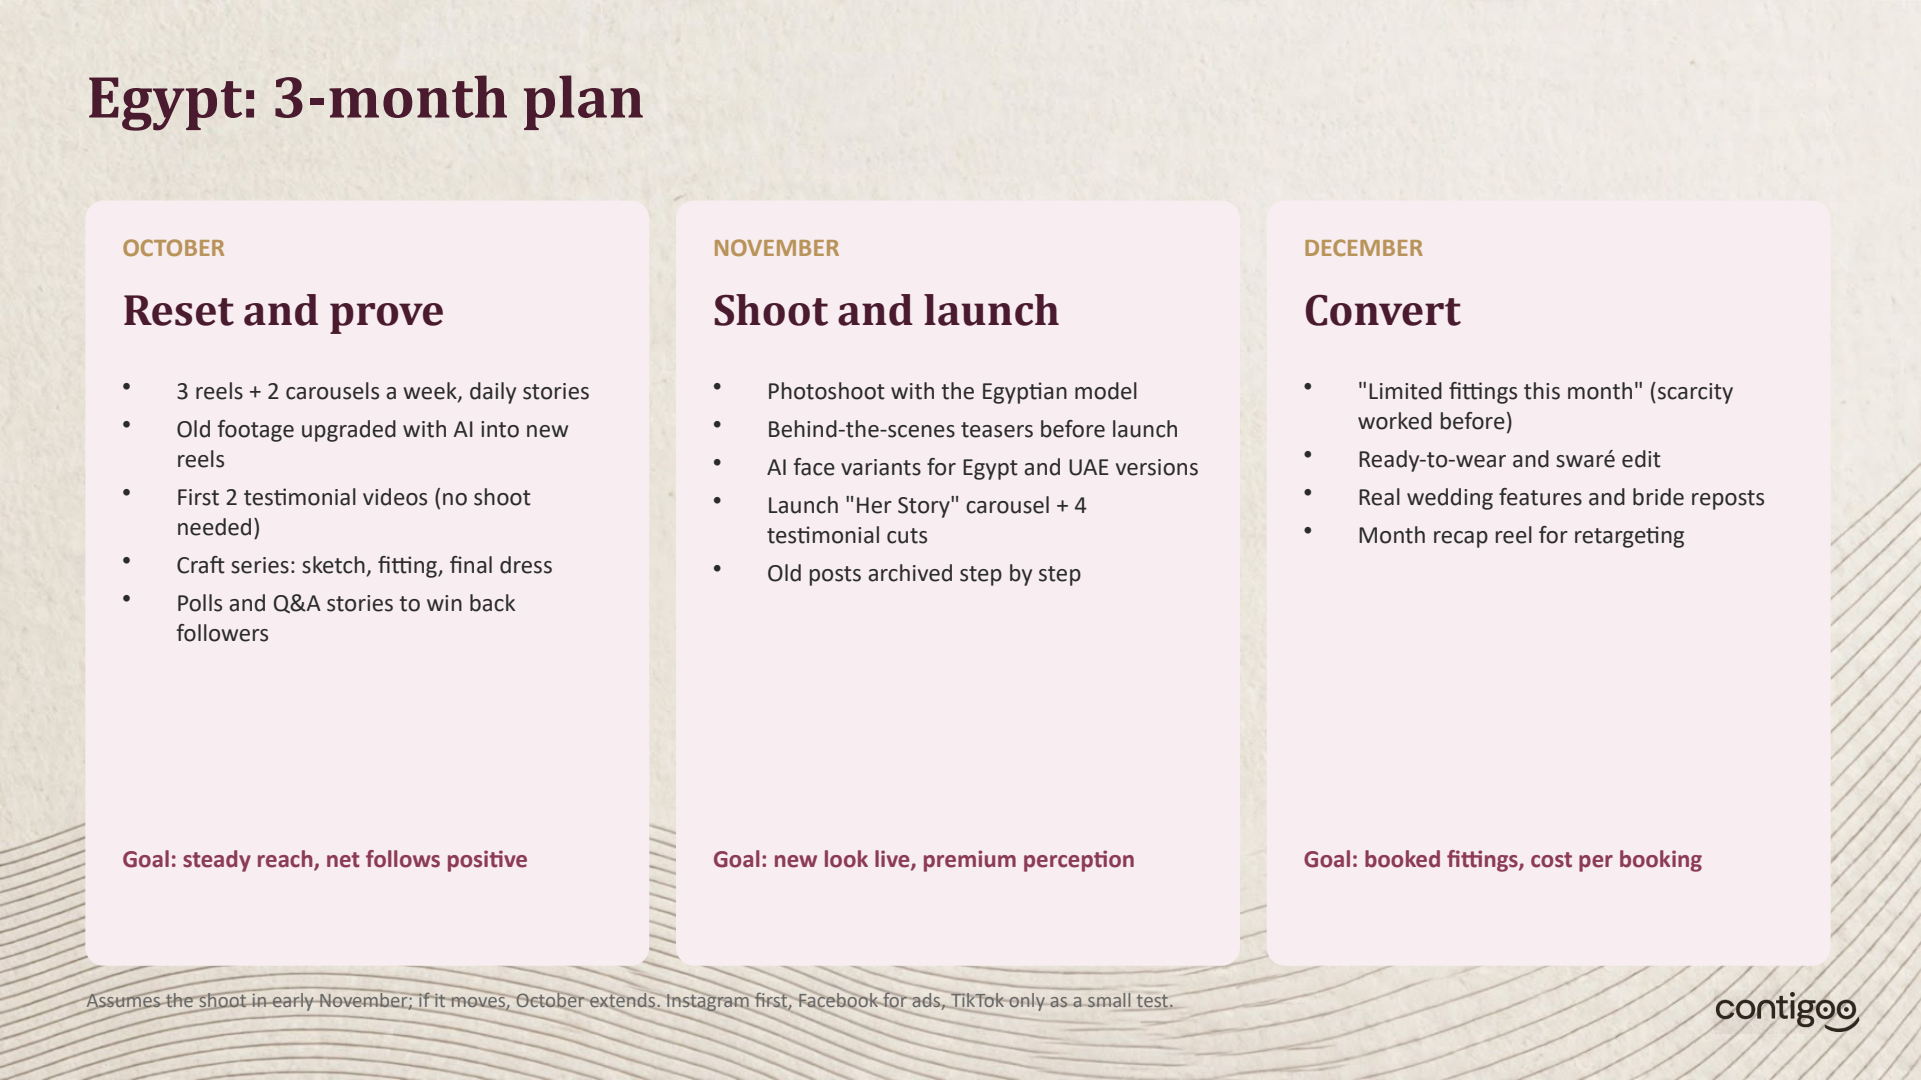 Egypt: 3-month plan
OCTOBER
Reset and prove
• 3 reels + 2 carousels a week, daily stories
• Old footage upgraded with AI into new
reels
• First 2 testimonial videos (no shoot
needed)
• Craft series: sketch, fitting, final dress
• Polls and Q&A stories to win back
followers
Goal: steady reach, net follows positive
NOVEMBER
Shoot and launch
• Photoshoot with the Egyptian model
• Behind-the-scenes teasers before launch
• AI face variants for Egypt and UAE versions
• Launch "Her Story" carousel + 4
testimonial cuts
• Old posts archived step by step
Goal: new look live, premium perception
DECEMBER
Convert
• "Limited fittings this month" (scarcity
worked before)
• Ready-to-wear and swaré edit
• Real wedding features and bride reposts
• Month recap reel for retargeting
Goal: booked fittings, cost per booking
Assumes the shoot in early November; if it moves, October extends. Instagram first, Facebook for ads, TikTok only as a small test.
contigoo